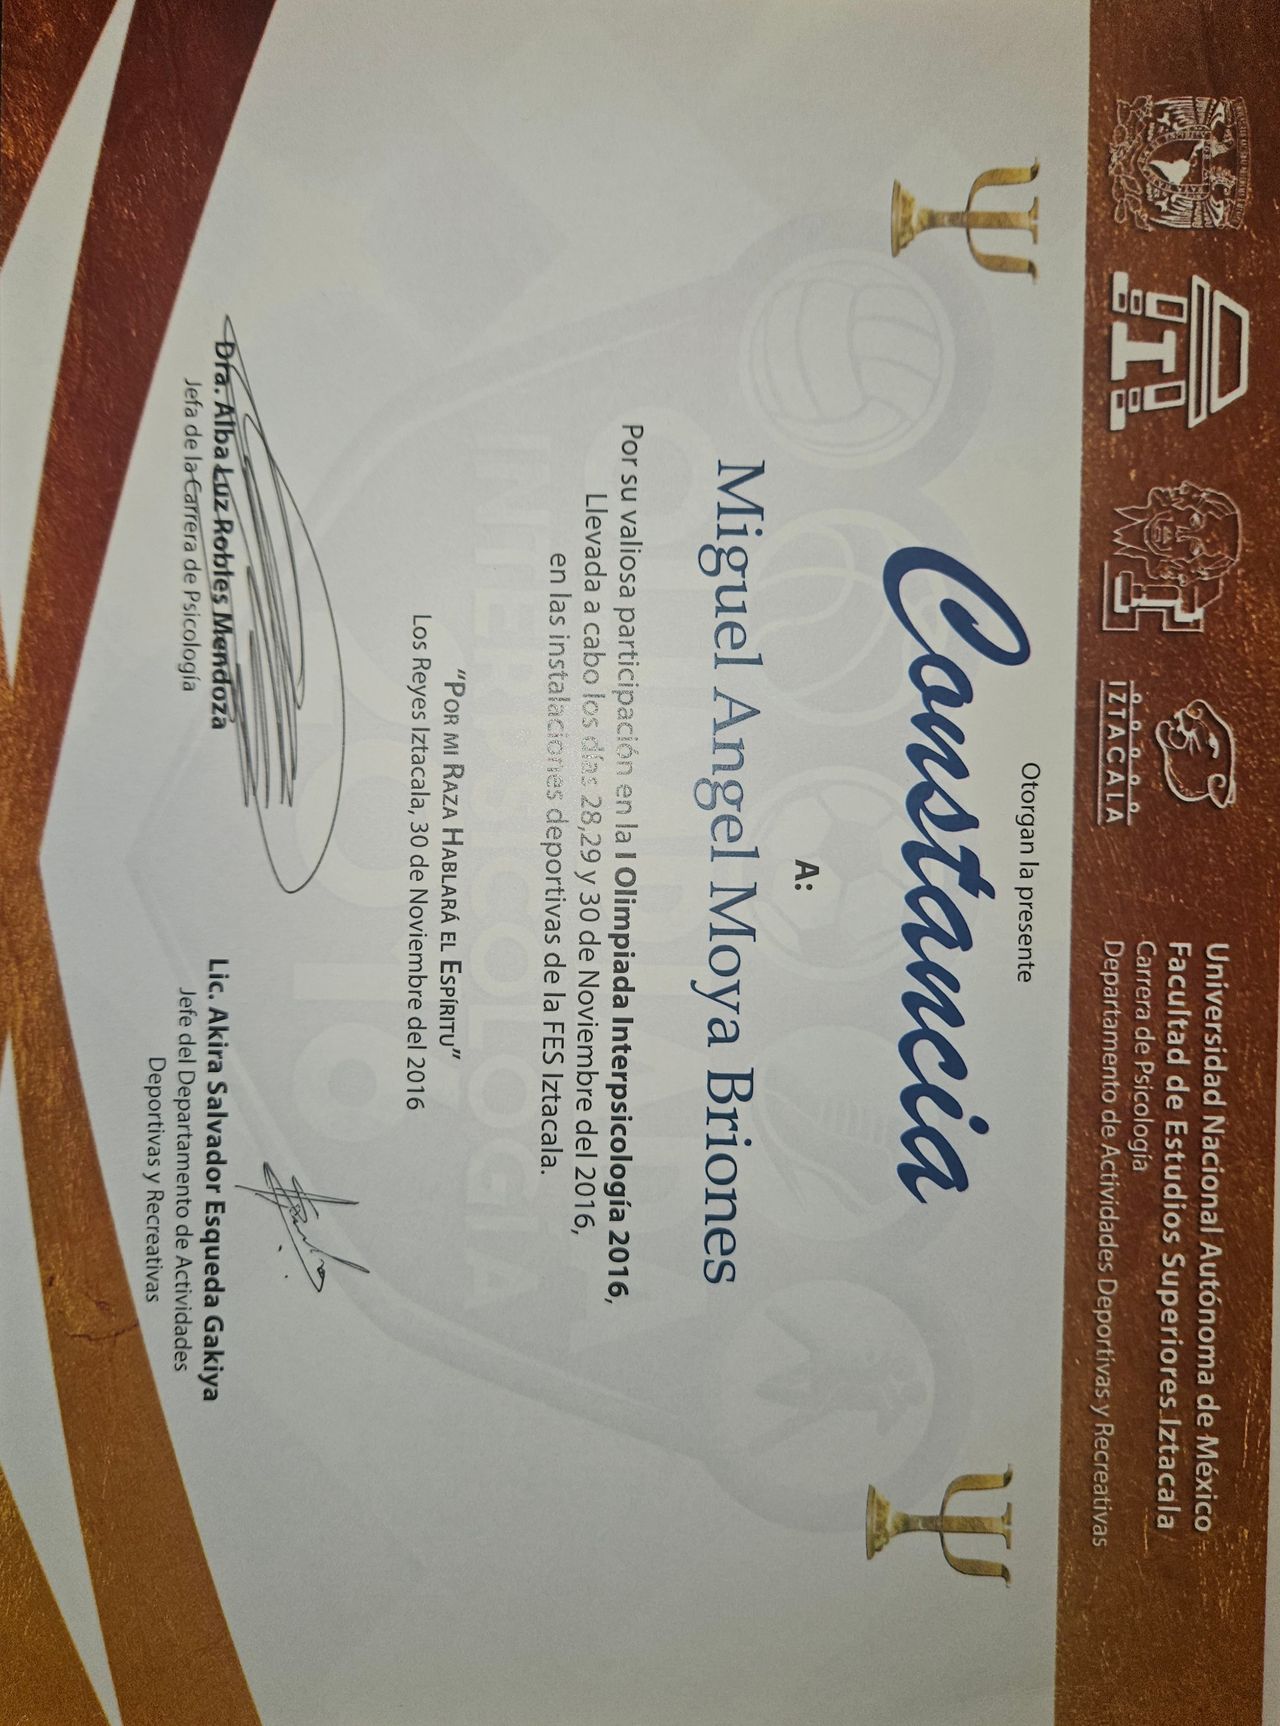 Universidad Nacional Autónoma de México
Facultad de Estudios Superiores Iztacala
Carrera de Psicología
Departamento de Actividades Deportivas y Recreativas
IZTACALA
Otorgan la presente
Constancia
A:
Miguel Angel Moya Briones
Por su valiosa participación en la I Olimpiada Interpsicología 2016,
Llevada a cabo los días 28,29 y 30 de Noviembre del 2016,
en las instalaciones deportivas de la FES Iztacala.
"POR MI RAZA HABLARÁ EL ESPÍRITU"
Los Reyes Iztacala, 30 de Noviembre del 2016
Dra. Alba Luz Robles Mendoza
Jefa de la Carrera de Psicología
Lic. Akira Salvador Esqueda Gakiya
Jefe del Departamento de Actividades
Deportivas y Recreativas